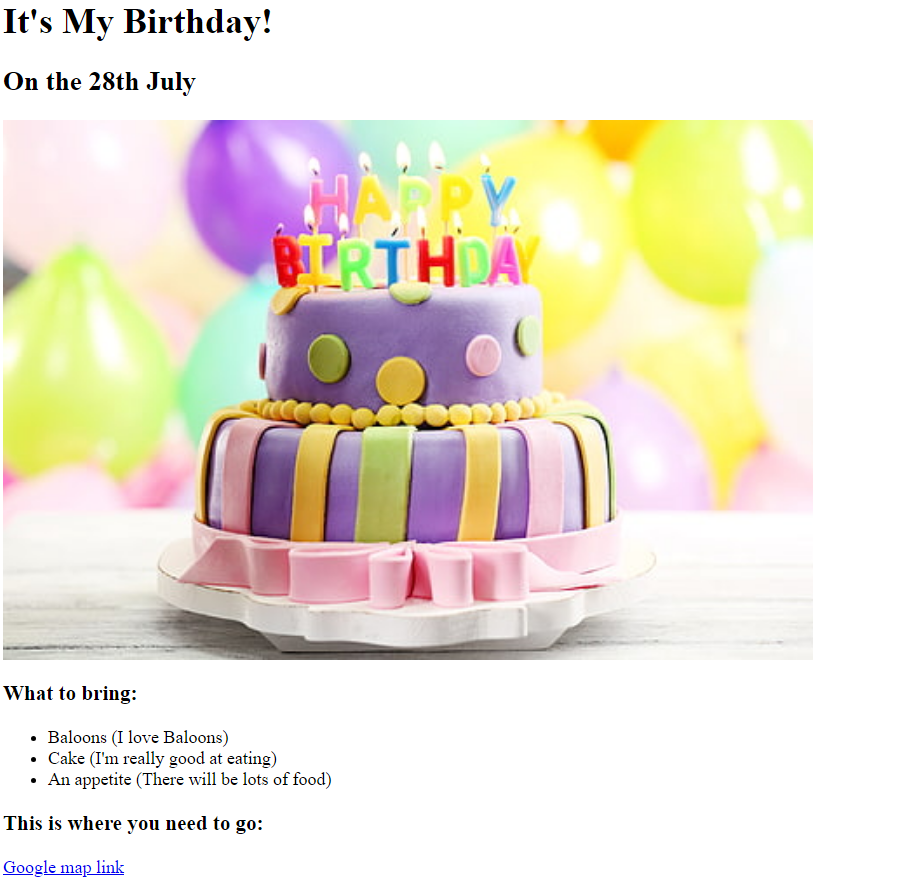 It's My Birthday!
On the 28th July
HAPPY
BIRTHDAY
What to bring:
Baloons (I love Baloons)
Cake (I'm really good at eating)
An appetite (There will be lots of food)
This is where you need to go:
Google map link